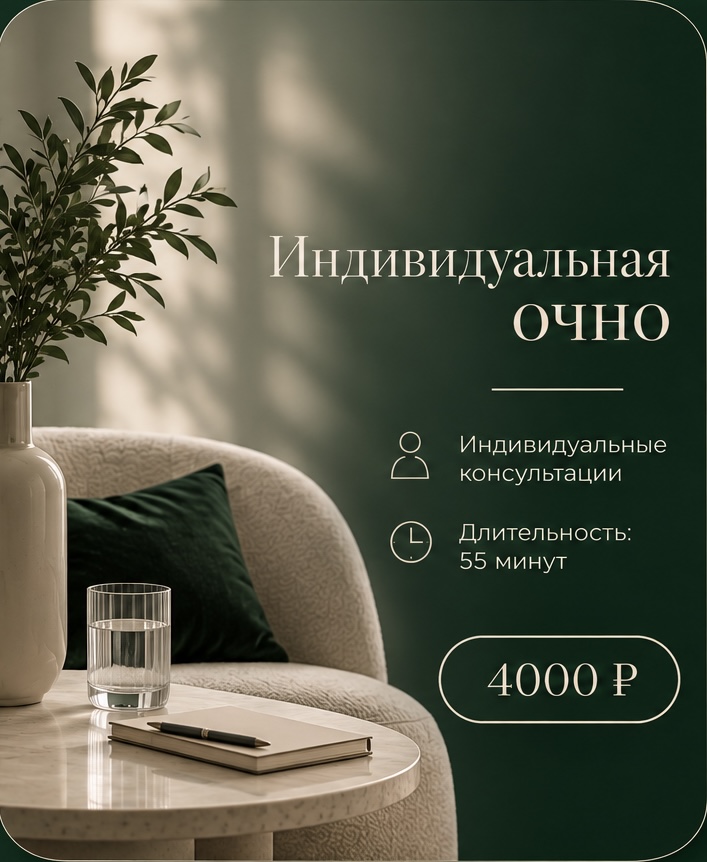 Индивидуальная
очно
Индивидуальные
консультации
Длительность:
55 минут
4000 ₽